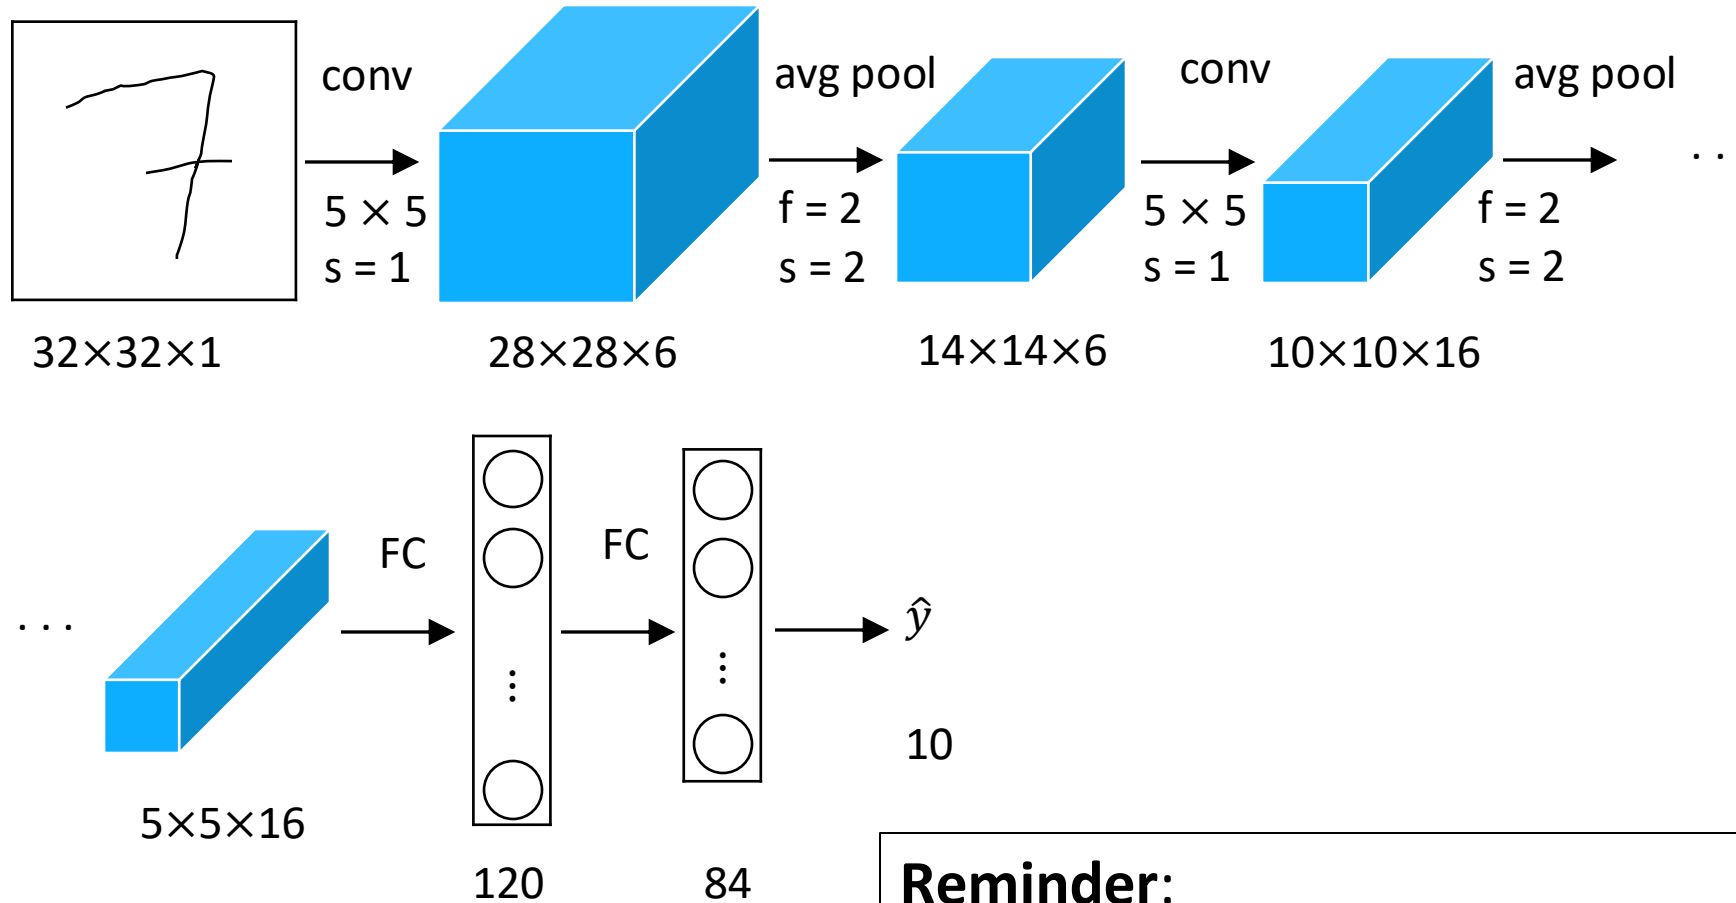 conv
avg pool
conv
avg pool
5 × 5
s = 1
f = 2
s = 2
5 × 5
s = 1
f = 2
s = 2
. .
32×32×1
28×28×6
14×14×6
10×10×16
. . .
FC
FC
ŷ
⋮
⋮
10
5×5×16
120
84
Reminder: